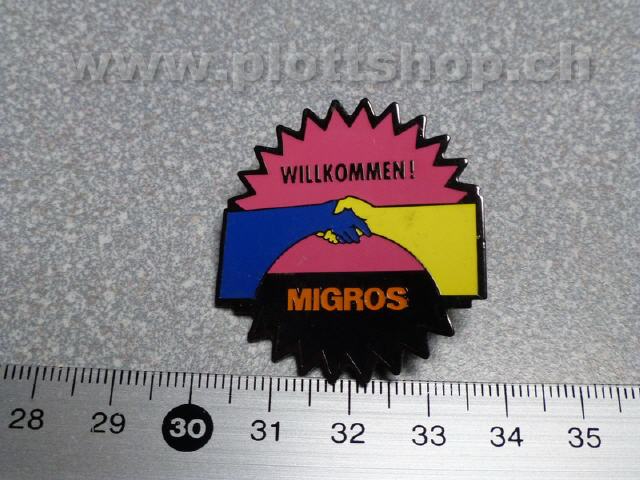 www.plottshop.ch
WILLKOMMEN!
MIGROS
28 29 30 31 32 33 34 35